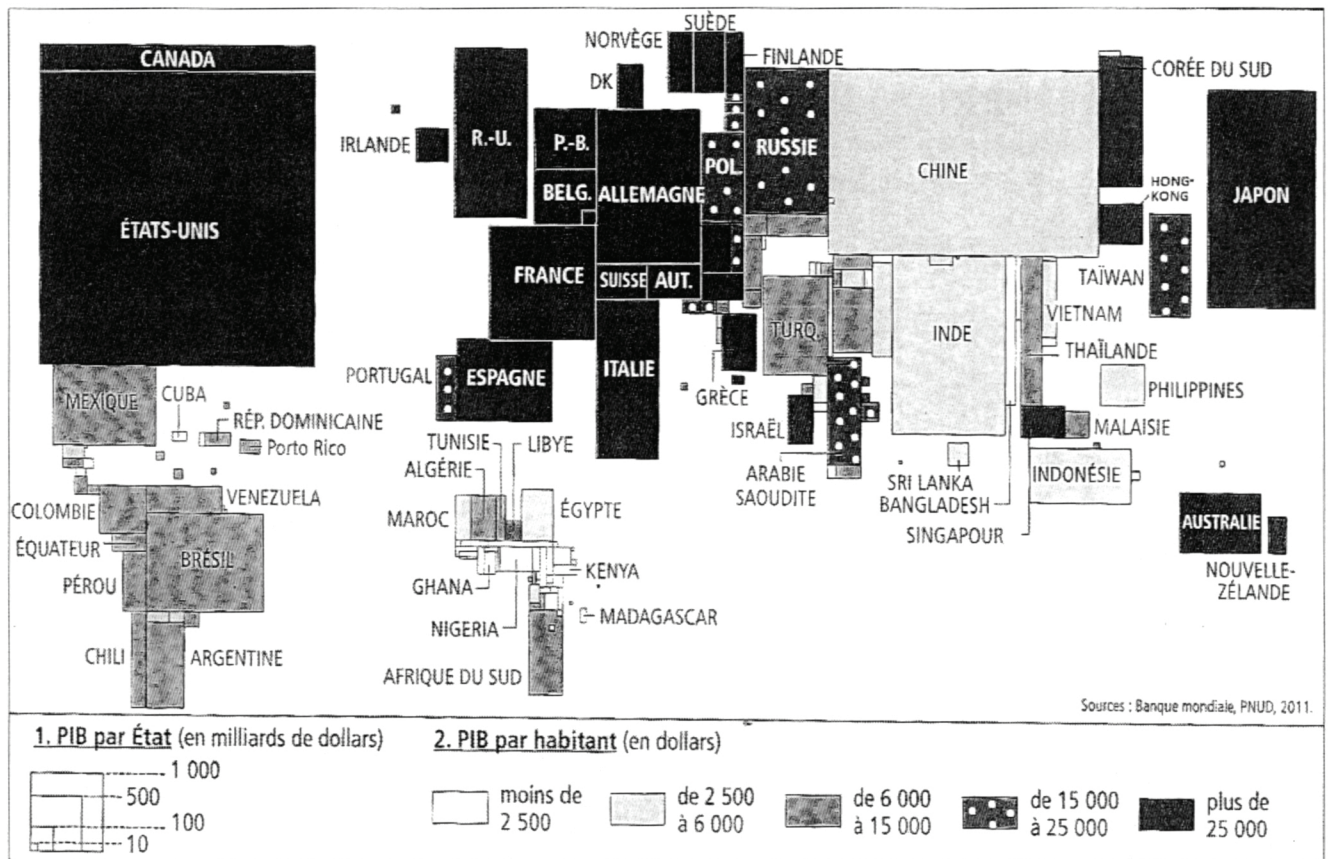 SUÈDE
NORVÈGE
FINLANDE
CANADA
DK
CORÉE DU SUD
IRLANDE
R.-U.
P.-B.
POL.
RUSSIE
CHINE
BELG.
ALLEMAGNE
HONG-
KONG
JAPON
ÉTATS-UNIS
FRANCE
SUISSE
AUT.
TAÏWAN
TURQ.
INDE
VIETNAM
THAÏLANDE
PORTUGAL
ESPAGNE
ITALIE
MEXIQUE
CUBA
GRÈCE
PHILIPPINES
RÉP. DOMINICAINE
Porto Rico
TUNISIE
LIBYE
ISRAËL
MALAISIE
ALGÉRIE
ARABIE
SAOUDITE
SRI LANKA
BANGLADESH
INDONÉSIE
VENEZUELA
COLOMBIE
MAROC
ÉGYPTE
SINGAPOUR
AUSTRALIE
ÉQUATEUR
BRÉSIL
PÉROU
GHANA
KENYA
NOUVELLE-
ZÉLANDE
MADAGASCAR
NIGERIA
CHILI
ARGENTINE
AFRIQUE DU SUD
Sources : Banque mondiale, PNUD, 2011.
1. PIB par État (en milliards de dollars)
1 000
500
100
10
2. PIB par habitant (en dollars)
moins de
2 500
de 2 500
à 6 000
de 6 000
à 15 000
de 15 000
à 25 000
plus de
25 000